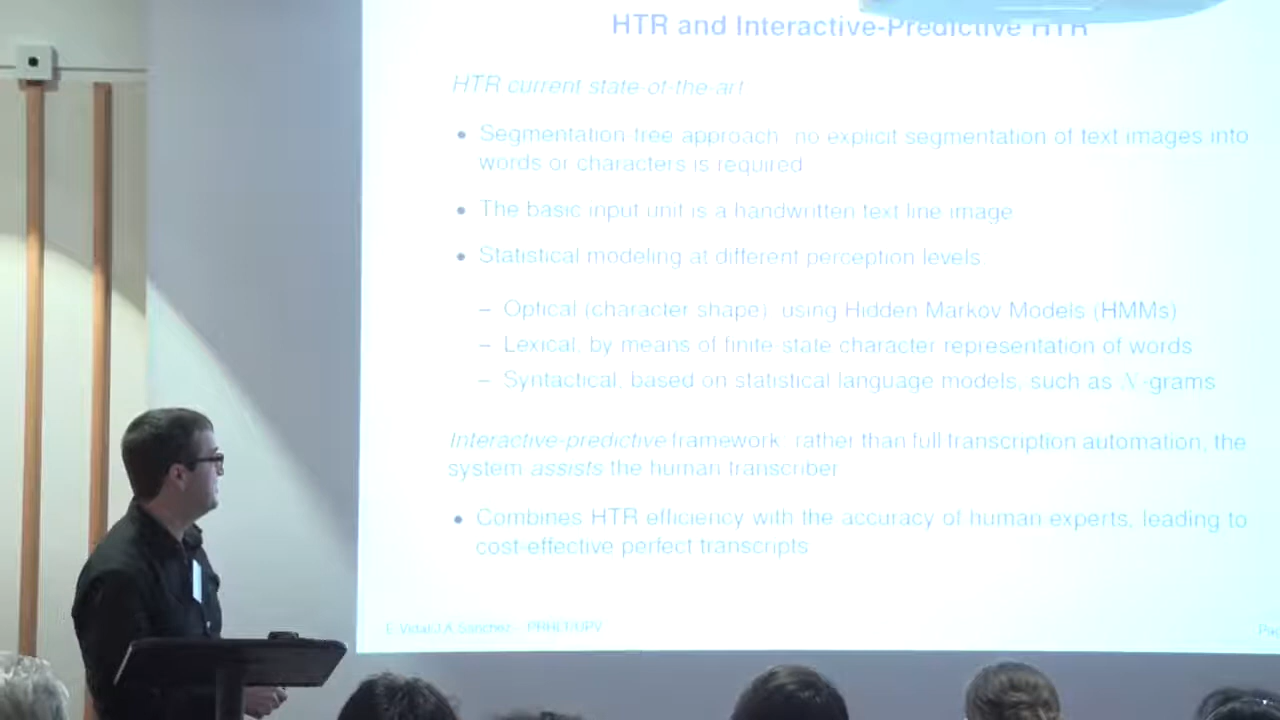 HTR and Interactive-Predictive HTR
HTR current state-of-the-art
• Segmentation free approach: no explicit segmentation of text images into
words or characters is required
• The basic input unit is a handwritten text line image
• Statistical modeling at different perception levels
– Optical (character shape), using Hidden Markov Models (HMMs)
– Lexical, by means of finite state character representation of words
– Syntactical, based on statistical language models, such as N-grams
Interactive-predictive framework: rather than full transcription automation, the
system assists the human transcriber
• Combines HTR efficiency with the accuracy of human experts, leading to
cost-effective perfect transcripts
E. Vidal,J.A Sánchez – PRHLT/UPV